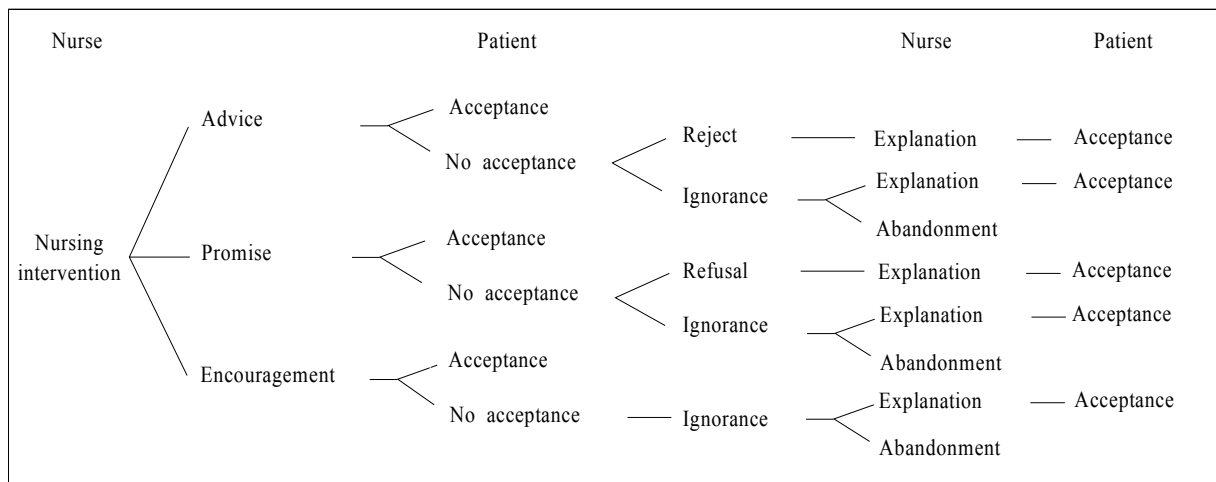 Nurse Patient Nurse Patient
Acceptance
Advice
Reject Explanation Acceptance
No acceptance
Explanation Acceptance
Ignorance
Abandonment
Acceptance
Nursing
intervention
Promise
Refusal Explanation Acceptance
No acceptance
Explanation Acceptance
Ignorance
Abandonment
Acceptance
Encouragement
Explanation Acceptance
No acceptance Ignorance
Abandonment